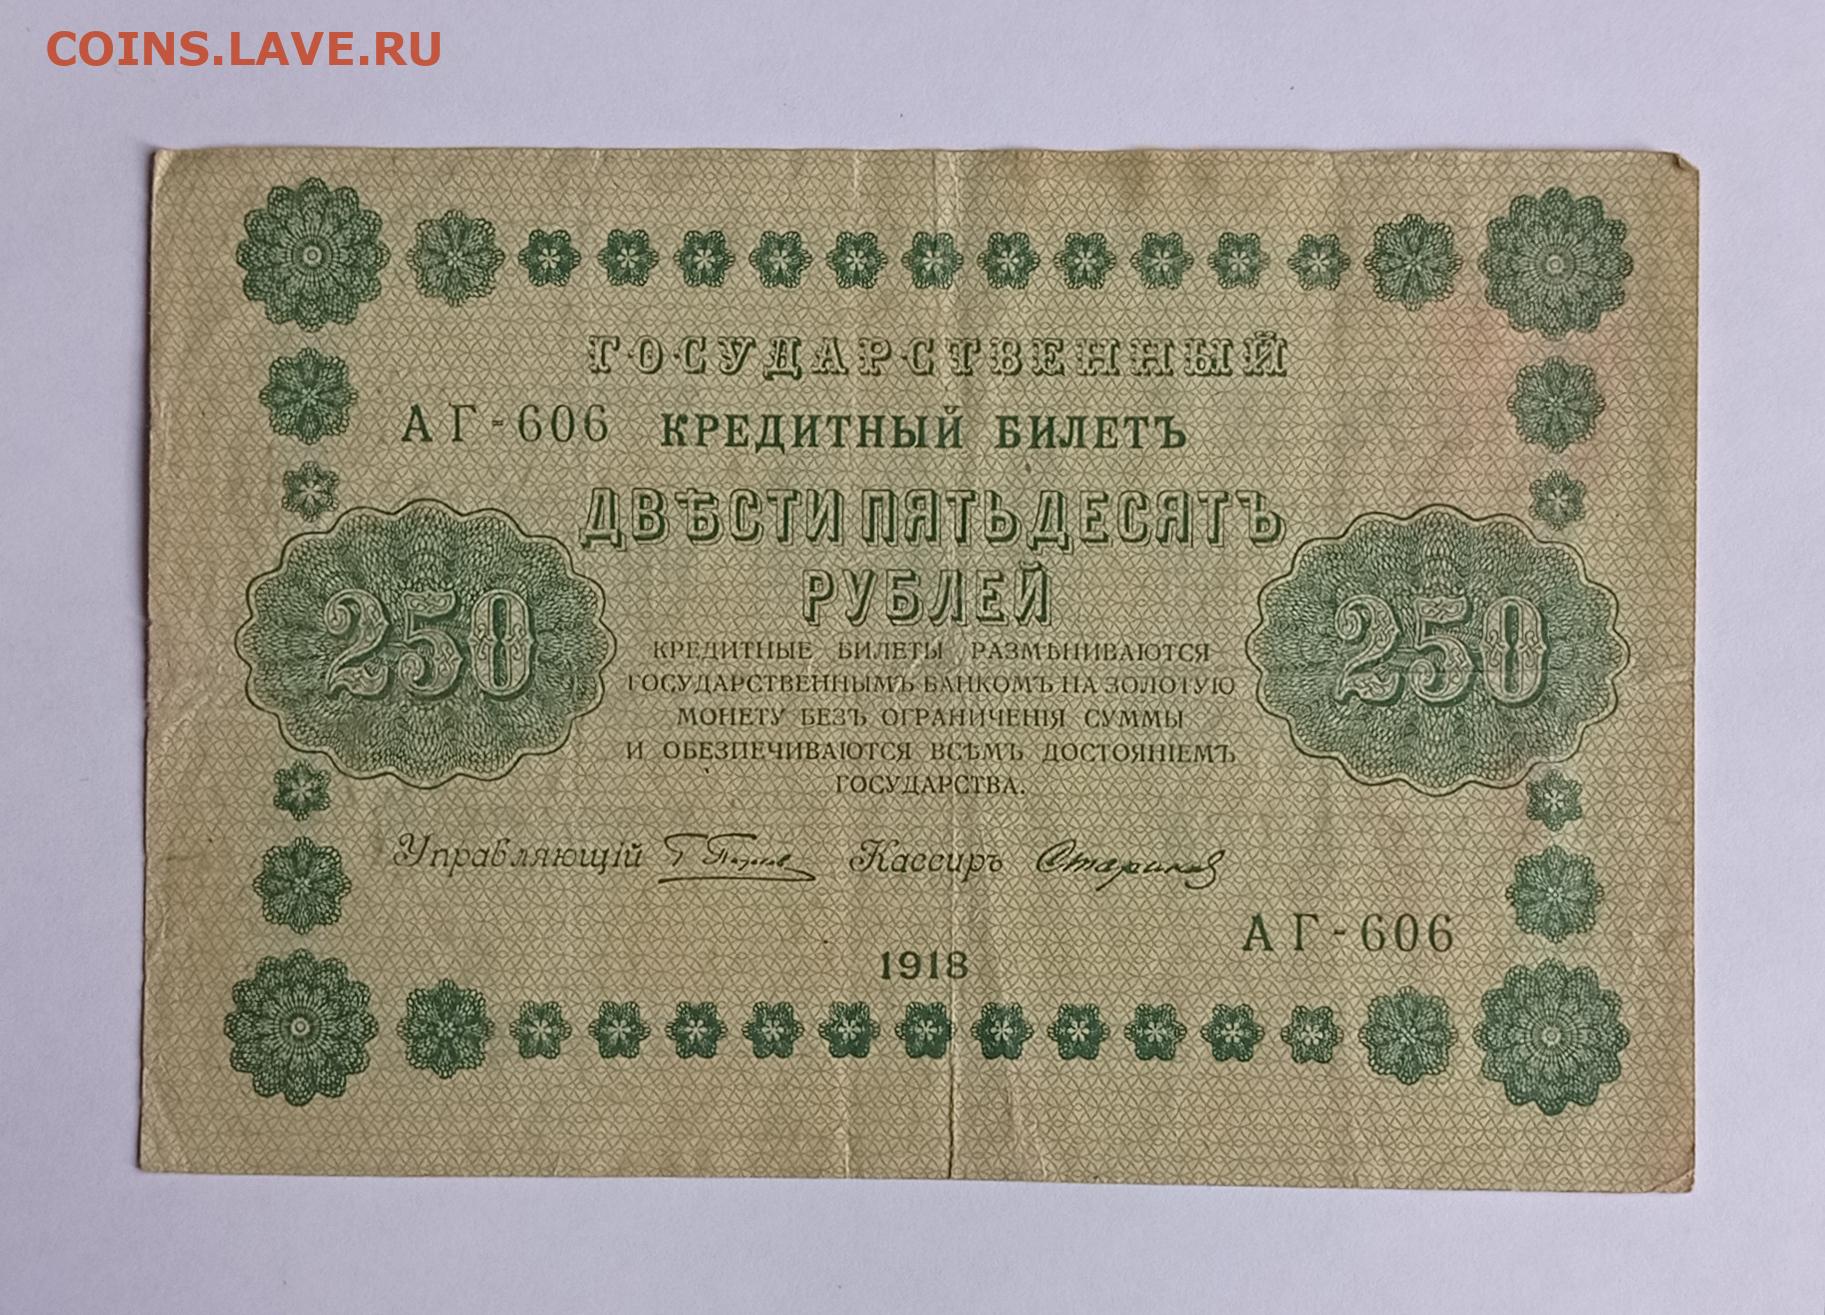 COINS.LAVE.RU
ГОСУДАРСТВЕННЫЙ
АГ-606 КРЕДИТНЫЙ БИЛЕТЪ
ДВѢСТИ ПЯТЬДЕСЯТЪ
РУБЛЕЙ
250 250
КРЕДИТНЫЕ БИЛЕТЫ РАЗМѢНИВАЮТСЯ
ГОСУДАРСТВЕННЫМЪ БАНКОМЪ НА ЗОЛОТУЮ
МОНЕТУ БЕЗЪ ОГРАНИЧЕНІЯ СУММЫ
И ОБЕЗПЕЧИВАЮТСЯ ВСѢМЪ ДОСТОЯНІЕМЪ
ГОСУДАРСТВА.
Управляющій Кассиръ
АГ-606
1918